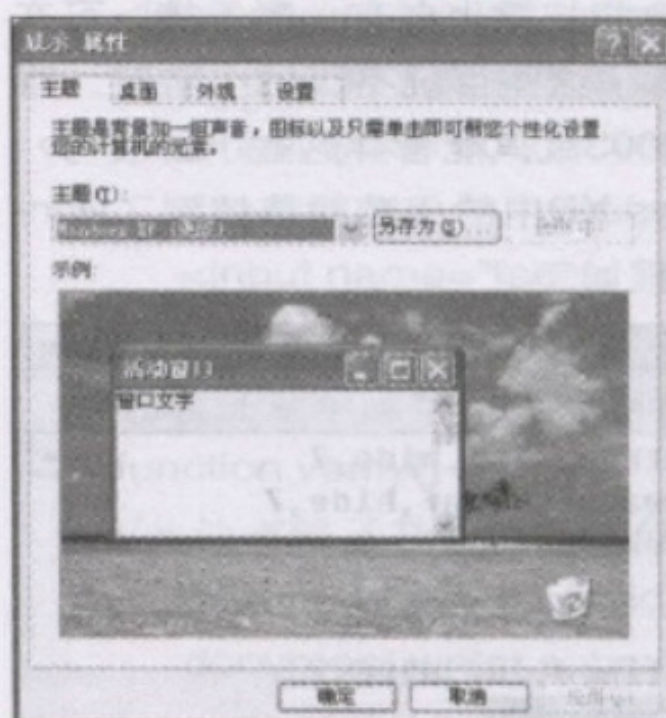 显示 属性
主题 桌面 外观 设置
主题是背景加一组声音，图标以及只需单击即可帮您个性化设置
您的计算机的元素。
主题(T):
另存为(S)...
示例
活动窗口
窗口文字
确定 取消